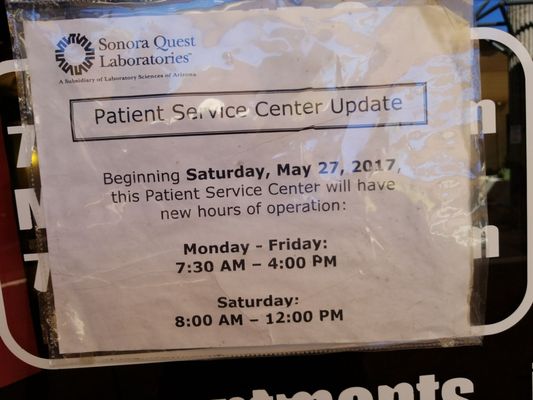 Sonora Quest
Laboratories™
A Subsidiary of Laboratory Sciences of Arizona
Patient Service Center Update
Beginning Saturday, May 27, 2017,
this Patient Service Center will have
new hours of operation:
Monday - Friday:
7:30 AM – 4:00 PM
Saturday:
8:00 AM – 12:00 PM